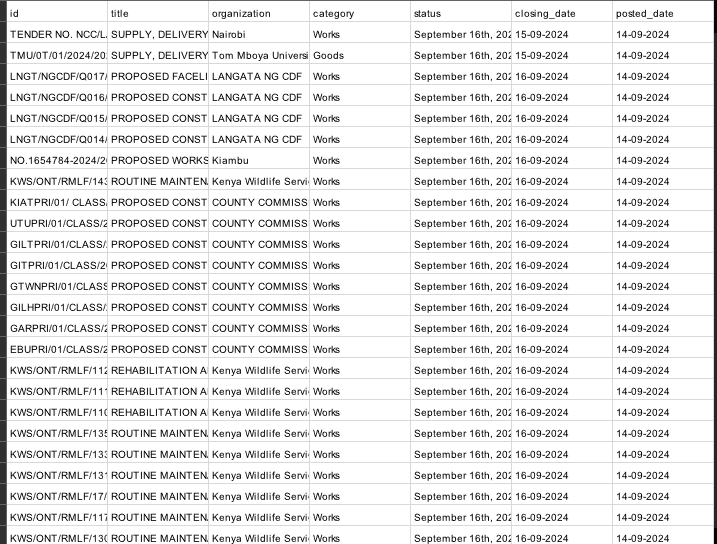 id title organization category status closing_date posted_date
TENDER NO. NCC/L SUPPLY, DELIVERY Nairobi Works September 16th, 202 15-09-2024 14-09-2024
TMU/0T/01/2024/20 SUPPLY, DELIVERY Tom Mboya Universi Goods September 16th, 202 15-09-2024 14-09-2024
LNGT/NGCDF/Q017/ PROPOSED FACELI LANGATA NG CDF Works September 16th, 202 16-09-2024 14-09-2024
LNGT/NGCDF/Q016/ PROPOSED CONST LANGATA NG CDF Works September 16th, 202 16-09-2024 14-09-2024
LNGT/NGCDF/Q015/ PROPOSED CONST LANGATA NG CDF Works September 16th, 202 16-09-2024 14-09-2024
LNGT/NGCDF/Q014/ PROPOSED CONST LANGATA NG CDF Works September 16th, 202 16-09-2024 14-09-2024
NO.1654784-2024/2 PROPOSED WORKS Kiambu Works September 16th, 202 16-09-2024 14-09-2024
KWS/ONT/RMLF/143 ROUTINE MAINTEN Kenya Wildlife Servi Works September 16th, 202 16-09-2024 14-09-2024
KIATPRI/01/ CLASS/ PROPOSED CONST COUNTY COMMISS Works September 16th, 202 16-09-2024 14-09-2024
UTUPRI/01/CLASS/2 PROPOSED CONST COUNTY COMMISS Works September 16th, 202 16-09-2024 14-09-2024
GILTPRI/01/CLASS/ PROPOSED CONST COUNTY COMMISS Works September 16th, 202 16-09-2024 14-09-2024
GITPRI/01/CLASS/2 PROPOSED CONST COUNTY COMMISS Works September 16th, 202 16-09-2024 14-09-2024
GTWNPRI/01/CLASS PROPOSED CONST COUNTY COMMISS Works September 16th, 202 16-09-2024 14-09-2024
GILHPRI/01/CLASS/ PROPOSED CONST COUNTY COMMISS Works September 16th, 202 16-09-2024 14-09-2024
GARPRI/01/CLASS/2 PROPOSED CONST COUNTY COMMISS Works September 16th, 202 16-09-2024 14-09-2024
EBUPRI/01/CLASS/2 PROPOSED CONST COUNTY COMMISS Works September 16th, 202 16-09-2024 14-09-2024
KWS/ONT/RMLF/112 REHABILITATION A Kenya Wildlife Servi Works September 16th, 202 16-09-2024 14-09-2024
KWS/ONT/RMLF/111 REHABILITATION A Kenya Wildlife Servi Works September 16th, 202 16-09-2024 14-09-2024
KWS/ONT/RMLF/110 REHABILITATION A Kenya Wildlife Servi Works September 16th, 202 16-09-2024 14-09-2024
KWS/ONT/RMLF/135 ROUTINE MAINTEN Kenya Wildlife Servi Works September 16th, 202 16-09-2024 14-09-2024
KWS/ONT/RMLF/133 ROUTINE MAINTEN Kenya Wildlife Servi Works September 16th, 202 16-09-2024 14-09-2024
KWS/ONT/RMLF/131 ROUTINE MAINTEN Kenya Wildlife Servi Works September 16th, 202 16-09-2024 14-09-2024
KWS/ONT/RMLF/17/ ROUTINE MAINTEN Kenya Wildlife Servi Works September 16th, 202 16-09-2024 14-09-2024
KWS/ONT/RMLF/117 ROUTINE MAINTEN Kenya Wildlife Servi Works September 16th, 202 16-09-2024 14-09-2024
KWS/ONT/RMLF/130 ROUTINE MAINTEN Kenya Wildlife Servi Works September 16th, 202 16-09-2024 14-09-2024